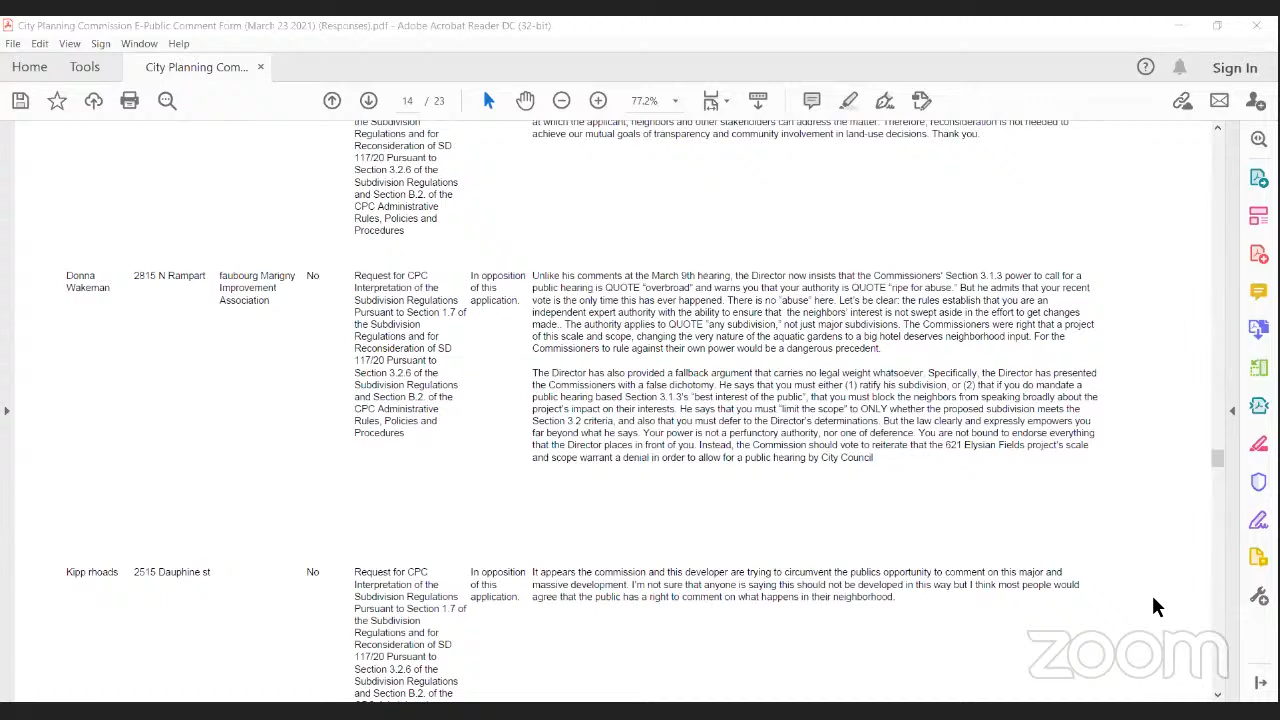 City Planning Commission E-Public Comment Form (March 23 2021) (Responses).pdf - Adobe Acrobat Reader DC (32-bit)
File Edit View Sign Window Help
Home Tools City Planning Com... × Sign In
14 / 23 77.2%
the Subdivision
Regulations and for
Reconsideration of SD
117/20 Pursuant to
Section 3.2.6 of the
Subdivision Regulations
and Section B.2. of the
CPC Administrative
Rules, Policies and
Procedures
at which the applicant, neighbors and other stakeholders can address the matter. Therefore, reconsideration is not needed to
achieve our mutual goals of transparency and community involvement in land-use decisions. Thank you.
Donna
Wakeman
2815 N Rampart
faubourg Marigny
Improvement
Association
No
Request for CPC
Interpretation of the
Subdivision Regulations
Pursuant to Section 1.7 of
the Subdivision
Regulations and for
Reconsideration of SD
117/20 Pursuant to
Section 3.2.6 of the
Subdivision Regulations
and Section B.2. of the
CPC Administrative
Rules, Policies and
Procedures
In opposition
of this
application.
Unlike his comments at the March 9th hearing, the Director now insists that the Commissioners' Section 3.1.3 power to call for a
public hearing is QUOTE "overbroad" and warns you that your authority is QUOTE "ripe for abuse." But he admits that your recent
vote is the only time this has ever happened. There is no "abuse" here. Let's be clear: the rules establish that you are an
independent expert authority with the ability to ensure that the neighbors' interest is not swept aside in the effort to get changes
made.. The authority applies to QUOTE "any subdivision," not just major subdivisions. The Commissioners were right that a project
of this scale and scope, changing the very nature of the aquatic gardens to a big hotel deserves neighborhood input. For the
Commissioners to rule against their own power would be a dangerous precedent.
The Director has also provided a fallback argument that carries no legal weight whatsoever. Specifically, the Director has presented
the Commissioners with a false dichotomy. He says that you must either (1) ratify his subdivision, or (2) that if you do mandate a
public hearing based Section 3.1.3's "best interest of the public", that you must block the neighbors from speaking broadly about the
project's impact on their interests. He says that you must "limit the scope" to ONLY whether the proposed subdivision meets the
Section 3.2 criteria, and also that you must defer to the Director's determinations. But the law clearly and expressly empowers you
far beyond what he says. Your power is not a perfunctory authority, nor one of deference. You are not bound to endorse everything
that the Director places in front of you. Instead, the Commission should vote to reiterate that the 621 Elysian Fields project's scale
and scope warrant a denial in order to allow for a public hearing by City Council
Kipp rhoads
2515 Dauphine st
No
Request for CPC
Interpretation of the
Subdivision Regulations
Pursuant to Section 1.7 of
the Subdivision
Regulations and for
Reconsideration of SD
117/20 Pursuant to
Section 3.2.6 of the
Subdivision Regulations
and Section B.2. of the
In opposition
of this
application.
It appears the commission and this developer are trying to circumvent the publics opportunity to comment on this major and
massive development. I'm not sure that anyone is saying this should not be developed in this way but I think most people would
agree that the public has a right to comment on what happens in their neighborhood.
zoom